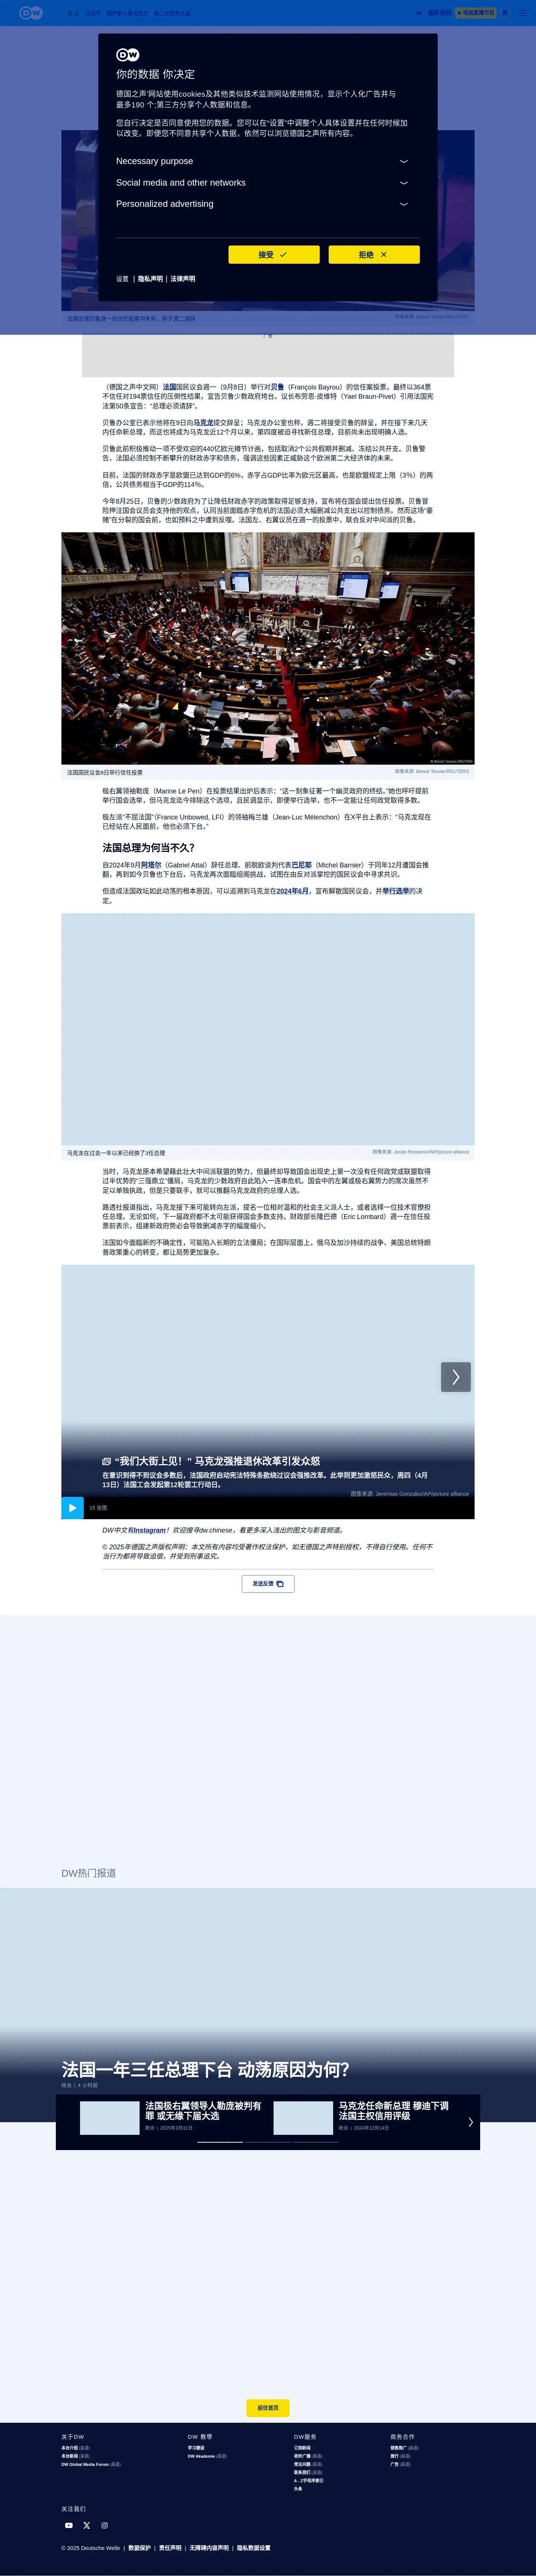 DW
你的数据 你决定
德国之声'网站使用cookies及其他类似技术监测网站使用情况，显示个人化广告并与
最多190 个;第三方分享个人数据和信息。
您自行决定是否同意使用您的数据。您可以在“设置”中调整个人具体设置并在任何时候加
以改变。即便您不同意共享个人数据，依然可以浏览德国之声所有内容。
Necessary purpose
Social media and other networks
Personalized advertising
接受
拒绝
设置 | 隐私声明 | 法律声明
法国总理贝鲁週一在信任投票中失利，将于週二请辞
图像来源: Benoit Tessier/REUTERS
广告
（德国之声中文网）法国国民议会週一（9月8日）举行对贝鲁（François Bayrou）的信任案投票，最终以364票
不信任对194票信任的压倒性结果，宣告贝鲁少数政府垮台。议长布劳恩-皮维特（Yael Braun-Pivet）引用法国宪
法第50条宣告：“总理必须请辞”。
贝鲁办公室已表示他将在9日向马克龙提交辞呈；马克龙办公室也称，週二将接受贝鲁的辞呈，并在接下来几天
内任命新总理，而这也将成为马克龙近12个月以来，第四度被迫寻找新任总理，目前尚未出现明确人选。
贝鲁此前积极推动一项不受欢迎的440亿欧元撙节计画，包括取消2个公共假期并删减、冻结公共开支。贝鲁警
告，法国必须控制不断攀升的财政赤字和债务，强调这些因素正威胁这个欧洲第二大经济体的未来。
目前，法国的财政赤字是欧盟已达到GDP的6%，赤字占GDP比率为欧元区最高，也是欧盟规定上限（3%）的两
倍，公共债务相当于GDP的114%。
今年8月25日，贝鲁的少数政府为了让降低财政赤字的政策取得足够支持，宣布将在国会提出信任投票。贝鲁冒
险押注国会议员会支持他的观点，认同当前面临赤字危机的法国必须大幅删减公共支出以控制债务。然而这场“豪
赌”在分裂的国会前，也如预料之中遭到反噬。法国左、右翼议员在週一的投票中，联合反对中间派的贝鲁。
© Benoit Tessier/REUTERS
法国国民议会8日举行信任投票
图像来源: Benoit Tessier/REUTERS
极右翼领袖勒庞（Marine Le Pen）在投票结果出炉后表示：“这一刻象征著一个幽灵政府的终结。”她也呼吁提前
举行国会选举，但马克龙迄今排除这个选项，且民调显示，即便举行选举，也不一定能让任何政党取得多数。
极左派“不屈法国”（France Unbowed, LFI）的领袖梅兰雄（Jean-Luc Mélenchon）在X平台上表示：“马克龙现在
已经站在人民面前，他也必须下台。”
法国总理为何当不久？
自2024年9月阿塔尔（Gabriel Attal）辞任总理、前脱欧谈判代表巴尼耶（Michel Barnier）于同年12月遭国会推
翻，再到如今贝鲁也下台后，马克龙再次面临组阁挑战，试图在由反对派掌控的国民议会中寻求共识。
但造成法国政坛如此动荡的根本原因，可以追溯到马克龙在2024年6月，宣布解散国民议会，并举行选举的决
定。
马克龙在过去一年以来已经换了3任总理
图像来源: Jonas Roosens/ANP/picture alliance
当时，马克龙原本希望藉此壮大中间派联盟的势力，但最终却导致国会出现史上第一次没有任何政党或联盟取得
过半优势的“三强鼎立”僵局，马克龙的少数政府自此陷入一连串危机。国会中的左翼或极右翼势力的席次虽然不
足以单独执政，但是只要联手，就可以推翻马克龙政府的总理人选。
路透社报道指出，马克龙接下来可能转向左派，提名一位相对温和的社会主义派人士，或者选择一位技术官僚担
任总理。无论如何，下一届政府都不太可能获得国会多数支持。财政部长隆巴德（Eric Lombard）週一在信任投
票前表示，组建新政府势必会导致删减赤字的幅度缩小。
法国如今面临新的不确定性，可能陷入长期的立法僵局；在国际层面上，俄乌及加沙持续的战争、美国总统特朗
普政策重心的转变，都让局势更加复杂。
“我们大街上见！” 马克龙强推退休改革引发众怒
在意识到得不到议会多数后，法国政府启动宪法特殊条款绕过议会强推改革。此举则更加激怒民众，周四（4月
13日）法国工会发起第12轮罢工行动日。
图像来源: Jeremias Gonzalez/AP/picture alliance
15 张图
DW中文有Instagram！欢迎搜寻dw.chinese，看更多深入浅出的图文与影音频道。
© 2025年德国之声版权声明：本文所有内容均受著作权法保护，如无德国之声特别授权，不得自行使用。任何不
当行为都将导致追偿，并受到刑事追究。
发送反馈
DW热门报道
法国一年三任总理下台 动荡原因为何？
政治 | 4 小时前
法国极右翼领导人勒庞被判有
罪 或无缘下届大选
政治 | 2025年3月31日
马克龙任命新总理 穆迪下调
法国主权信用评级
政治 | 2024年12月14日
前往首页
关于DW
本台介绍 (英语)
本台新闻 (英语)
DW Global Media Forum (英语)
DW 教學
学习德语
DW Akademie (英语)
DW服务
订阅新闻
收听广播 (英语)
常见问题 (英语)
联系我们 (英语)
A - Z字母序索引
头条
商务合作
销售推广 (英语)
旅行 (英语)
广告 (英语)
关注我们
© 2025 Deutsche Welle | 数据保护 | 责任声明 | 无障碍内容声明 | 隐私数据设置